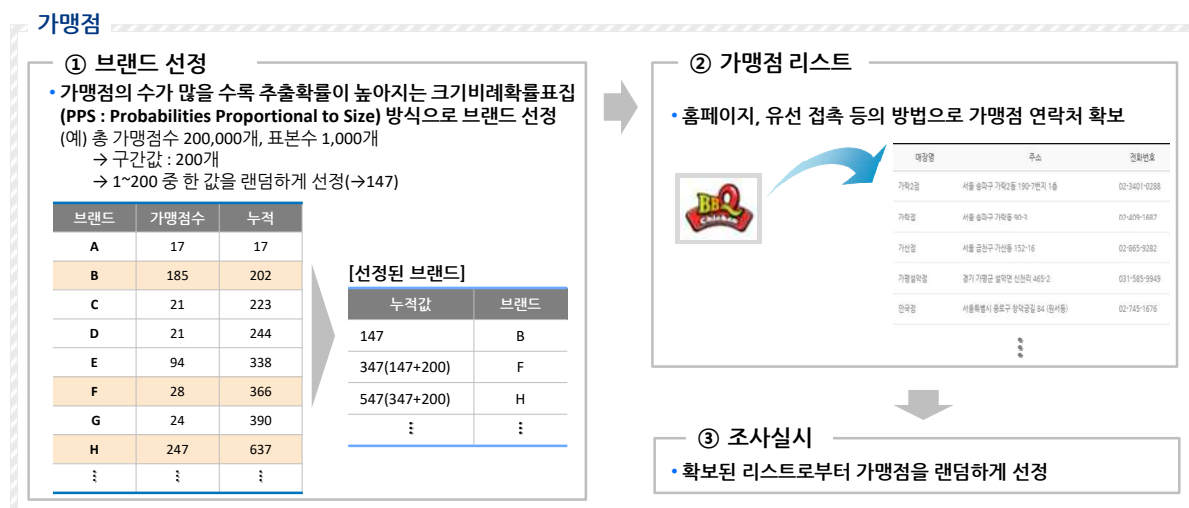 가맹점
① 브랜드 선정
• 가맹점의 수가 많을 수록 추출확률이 높아지는 크기비례확률표집
(PPS : Probabilities Proportional to Size) 방식으로 브랜드 선정
(예) 총 가맹점수 200,000개, 표본수 1,000개
→ 구간값 : 200개
→ 1~200 중 한 값을 랜덤하게 선정(→147)
브랜드 가맹점수 누적
A 17 17
B 185 202
C 21 223
D 21 244
E 94 338
F 28 366
G 24 390
H 247 637
⋮ ⋮ ⋮
[선정된 브랜드]
누적값 브랜드
147 B
347(147+200) F
547(347+200) H
⋮ ⋮
② 가맹점 리스트
• 홈페이지, 유선 접촉 등의 방법으로 가맹점 연락처 확보
BBQ
Chicken
매장명 주소 전화번호
가락2점 서울 송파구 가락2동 190-7번지 1층 02-3401-0288
가락점 서울 송파구 가락동 90-3 02-409-1687
가산점 서울 금천구 가산동 152-16 02-865-9282
가평설악점 경기 가평군 설악면 신천리 465-2 031-585-9949
안국점 서울특별시 종로구 창덕궁길 84 (원서동) 02-745-1676
⋮
③ 조사실시
• 확보된 리스트로부터 가맹점을 랜덤하게 선정